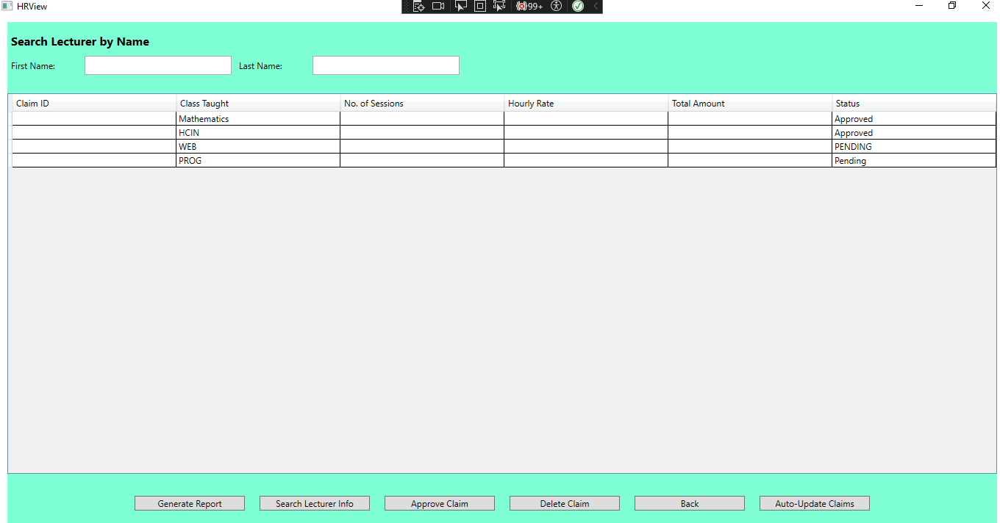 HRView
99+
Search Lecturer by Name
First Name: Last Name:
Claim ID Class Taught No. of Sessions Hourly Rate Total Amount Status
Mathematics Approved
HCIN Approved
WEB PENDING
PROG Pending
Generate Report Search Lecturer Info Approve Claim Delete Claim Back Auto-Update Claims